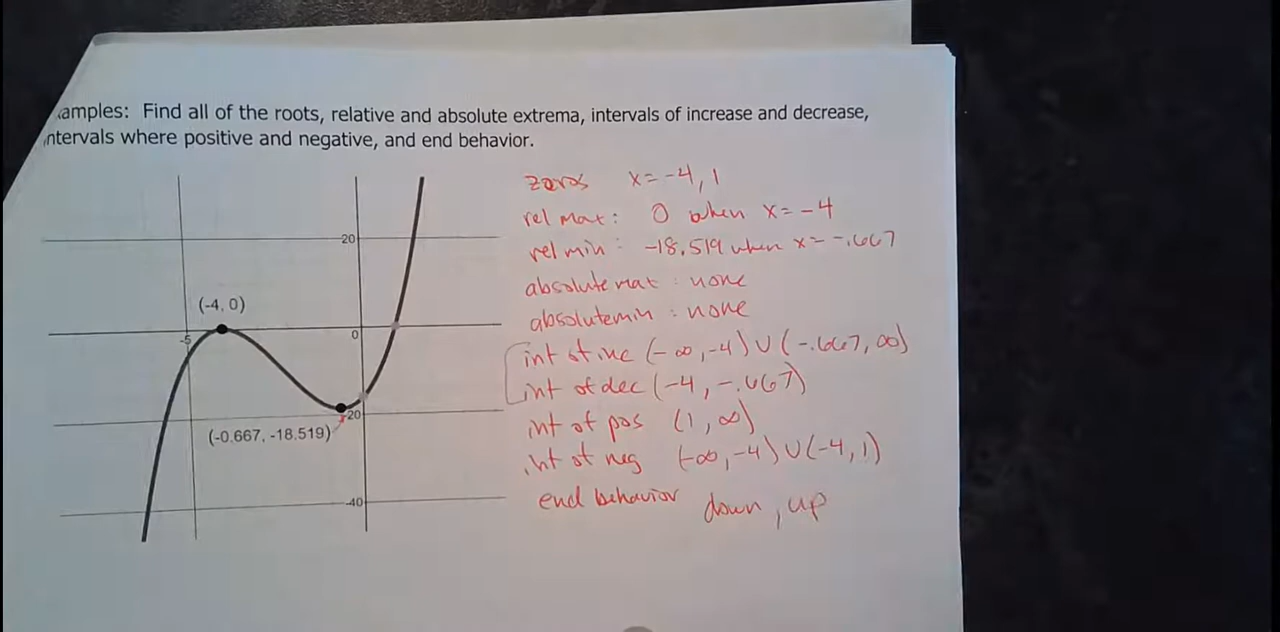 amples: Find all of the roots, relative and absolute extrema, intervals of increase and decrease,
ntervals where positive and negative, and end behavior.
zeros x=-4,1
rel max: 0 when x=-4
rel min: -18.519 when x=-.667
absolute max: none
absolute min: none
int of inc (-∞,-4)∪(-.667,∞)
int of dec (-4,-.667)
int of pos (1,∞)
int of neg (-∞,-4)∪(-4,1)
end behavior down, up
20
(-4, 0)
-5
0
20
(-0.667, -18.519)
-40